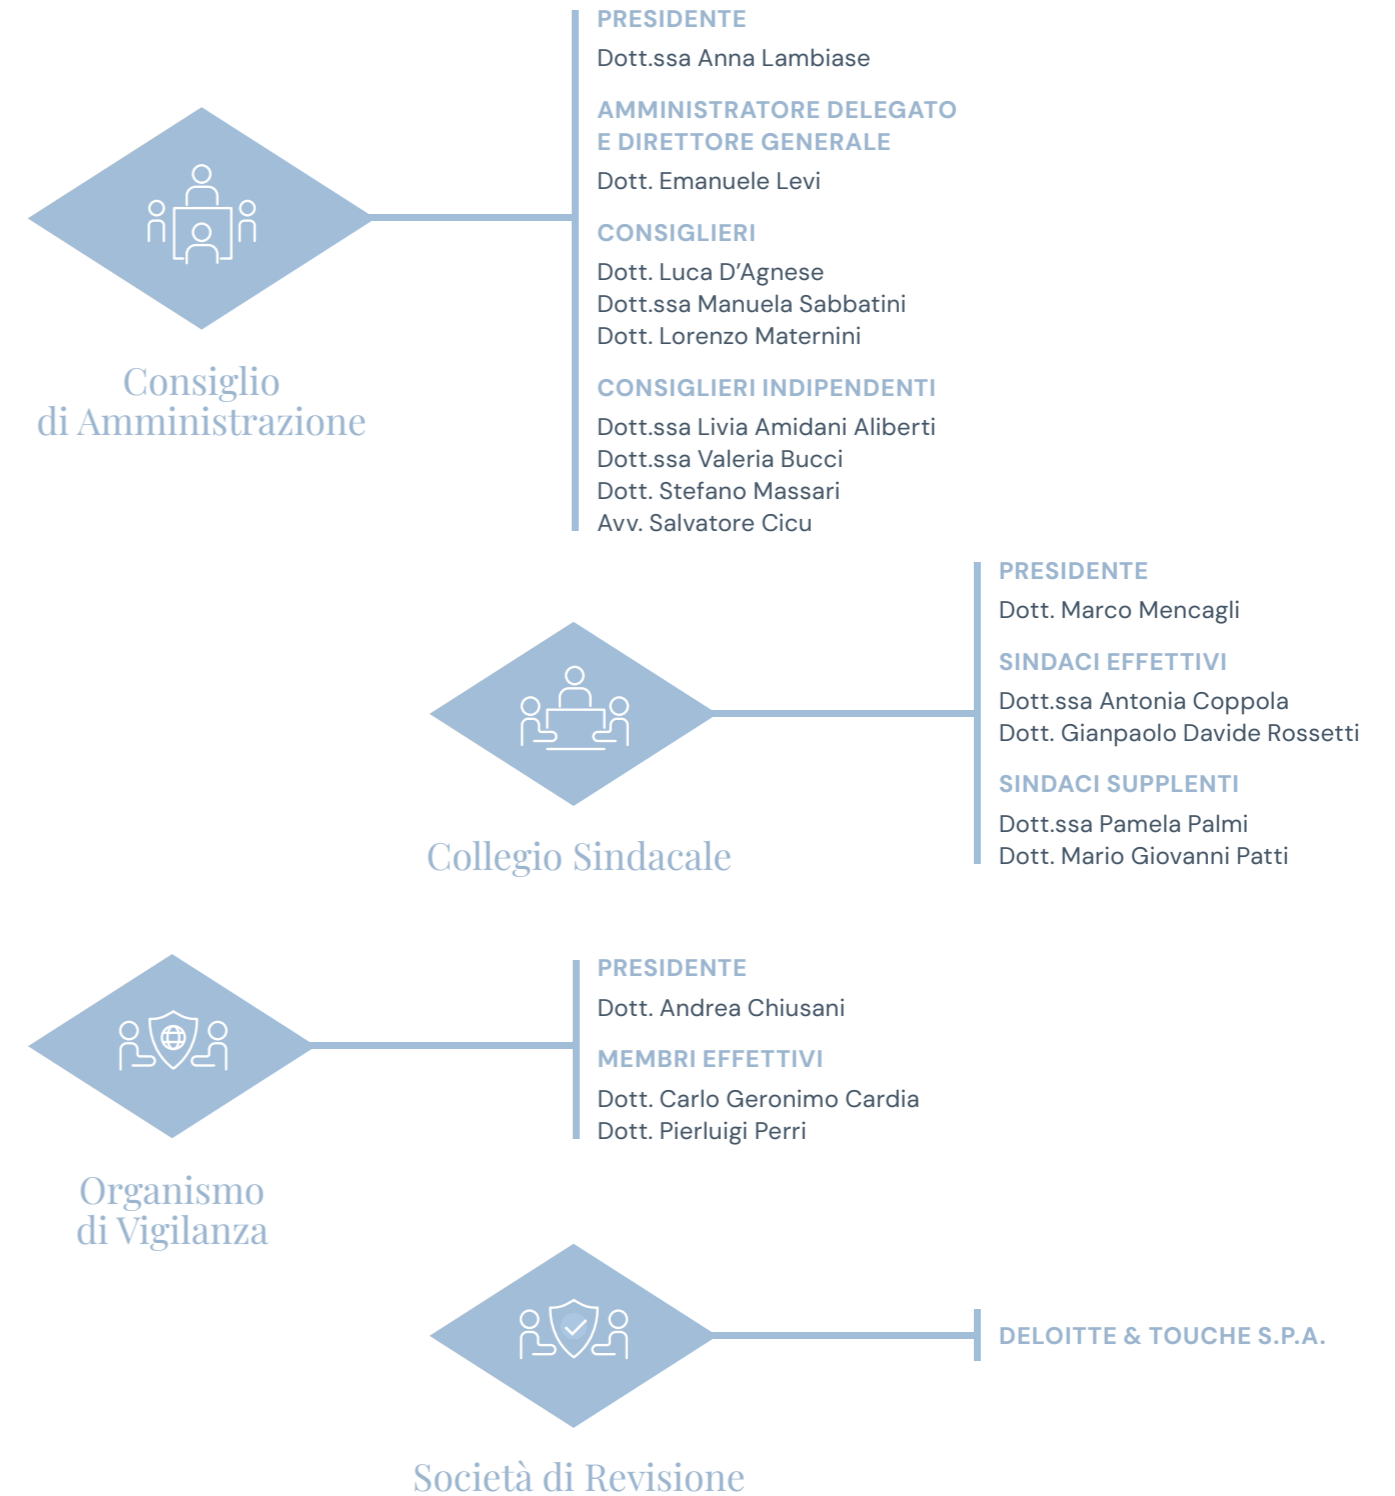 Consiglio
di Amministrazione
PRESIDENTE
Dott.ssa Anna Lambiase
AMMINISTRATORE DELEGATO
E DIRETTORE GENERALE
Dott. Emanuele Levi
CONSIGLIERI
Dott. Luca D’Agnese
Dott.ssa Manuela Sabbatini
Dott. Lorenzo Maternini
CONSIGLIERI INDIPENDENTI
Dott.ssa Livia Amidani Aliberti
Dott.ssa Valeria Bucci
Dott. Stefano Massari
Avv. Salvatore Cicu
Collegio Sindacale
PRESIDENTE
Dott. Marco Mencagli
SINDACI EFFETTIVI
Dott.ssa Antonia Coppola
Dott. Gianpaolo Davide Rossetti
SINDACI SUPPLENTI
Dott.ssa Pamela Palmi
Dott. Mario Giovanni Patti
Organismo
di Vigilanza
PRESIDENTE
Dott. Andrea Chiusani
MEMBRI EFFETTIVI
Dott. Carlo Geronimo Cardia
Dott. Pierluigi Perri
Società di Revisione
DELOITTE & TOUCHE S.P.A.